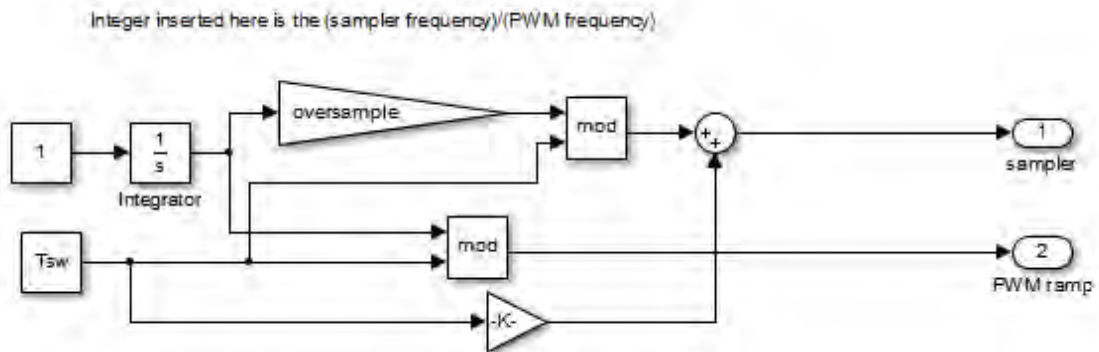 Integer inserted here is the (sampler frequency)/(PWM frequency)
oversample
mod
1
1
s
Integrator
+
+
1
sampler
Tsw
mod
2
PWM ramp
-K-